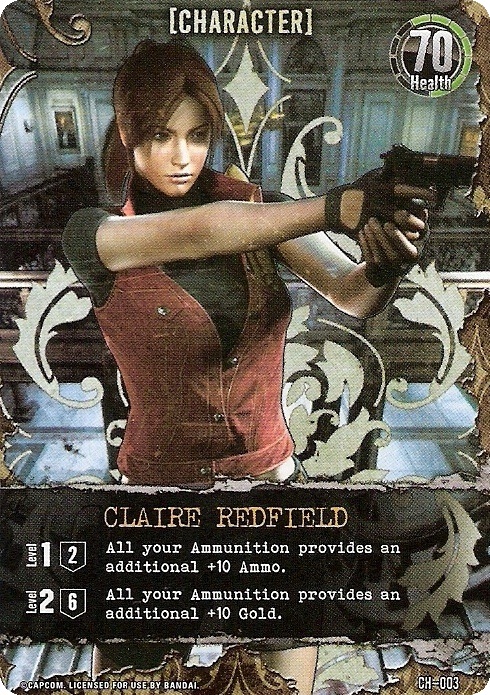 [CHARACTER]
70
Health
CLAIRE REDFIELD
Level 1 2 All your Ammunition provides an
additional +10 Ammo.
Level 2 6 All your Ammunition provides an
additional +10 Gold.
©CAPCOM. LICENSED FOR USE BY BANDAI.
CH-003